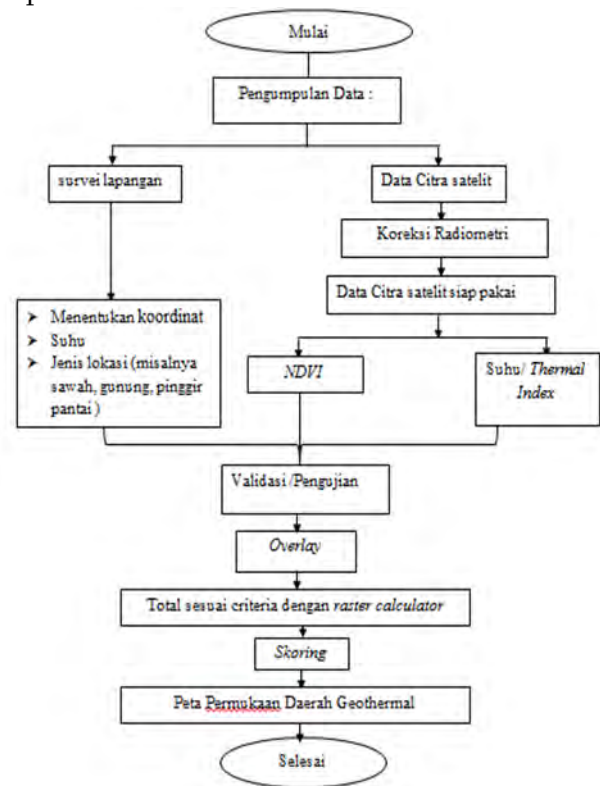 Mulai
Pengumpulan Data :
survei lapangan
Data Citra satelit
Koreksi Radiometri
Data Citra satelit siap pakai
➤ Menentukan koordinat
➤ Suhu
➤ Jenis lokasi (misalnya
sawah, gunung, pinggir
pantai )
NDVI
Suhu/ Thermal
Index
Validasi /Pengujian
Overlay
Total sesuai criteria dengan raster calculator
Skoring
Peta Permukaan Daerah Geothermal
Selesai